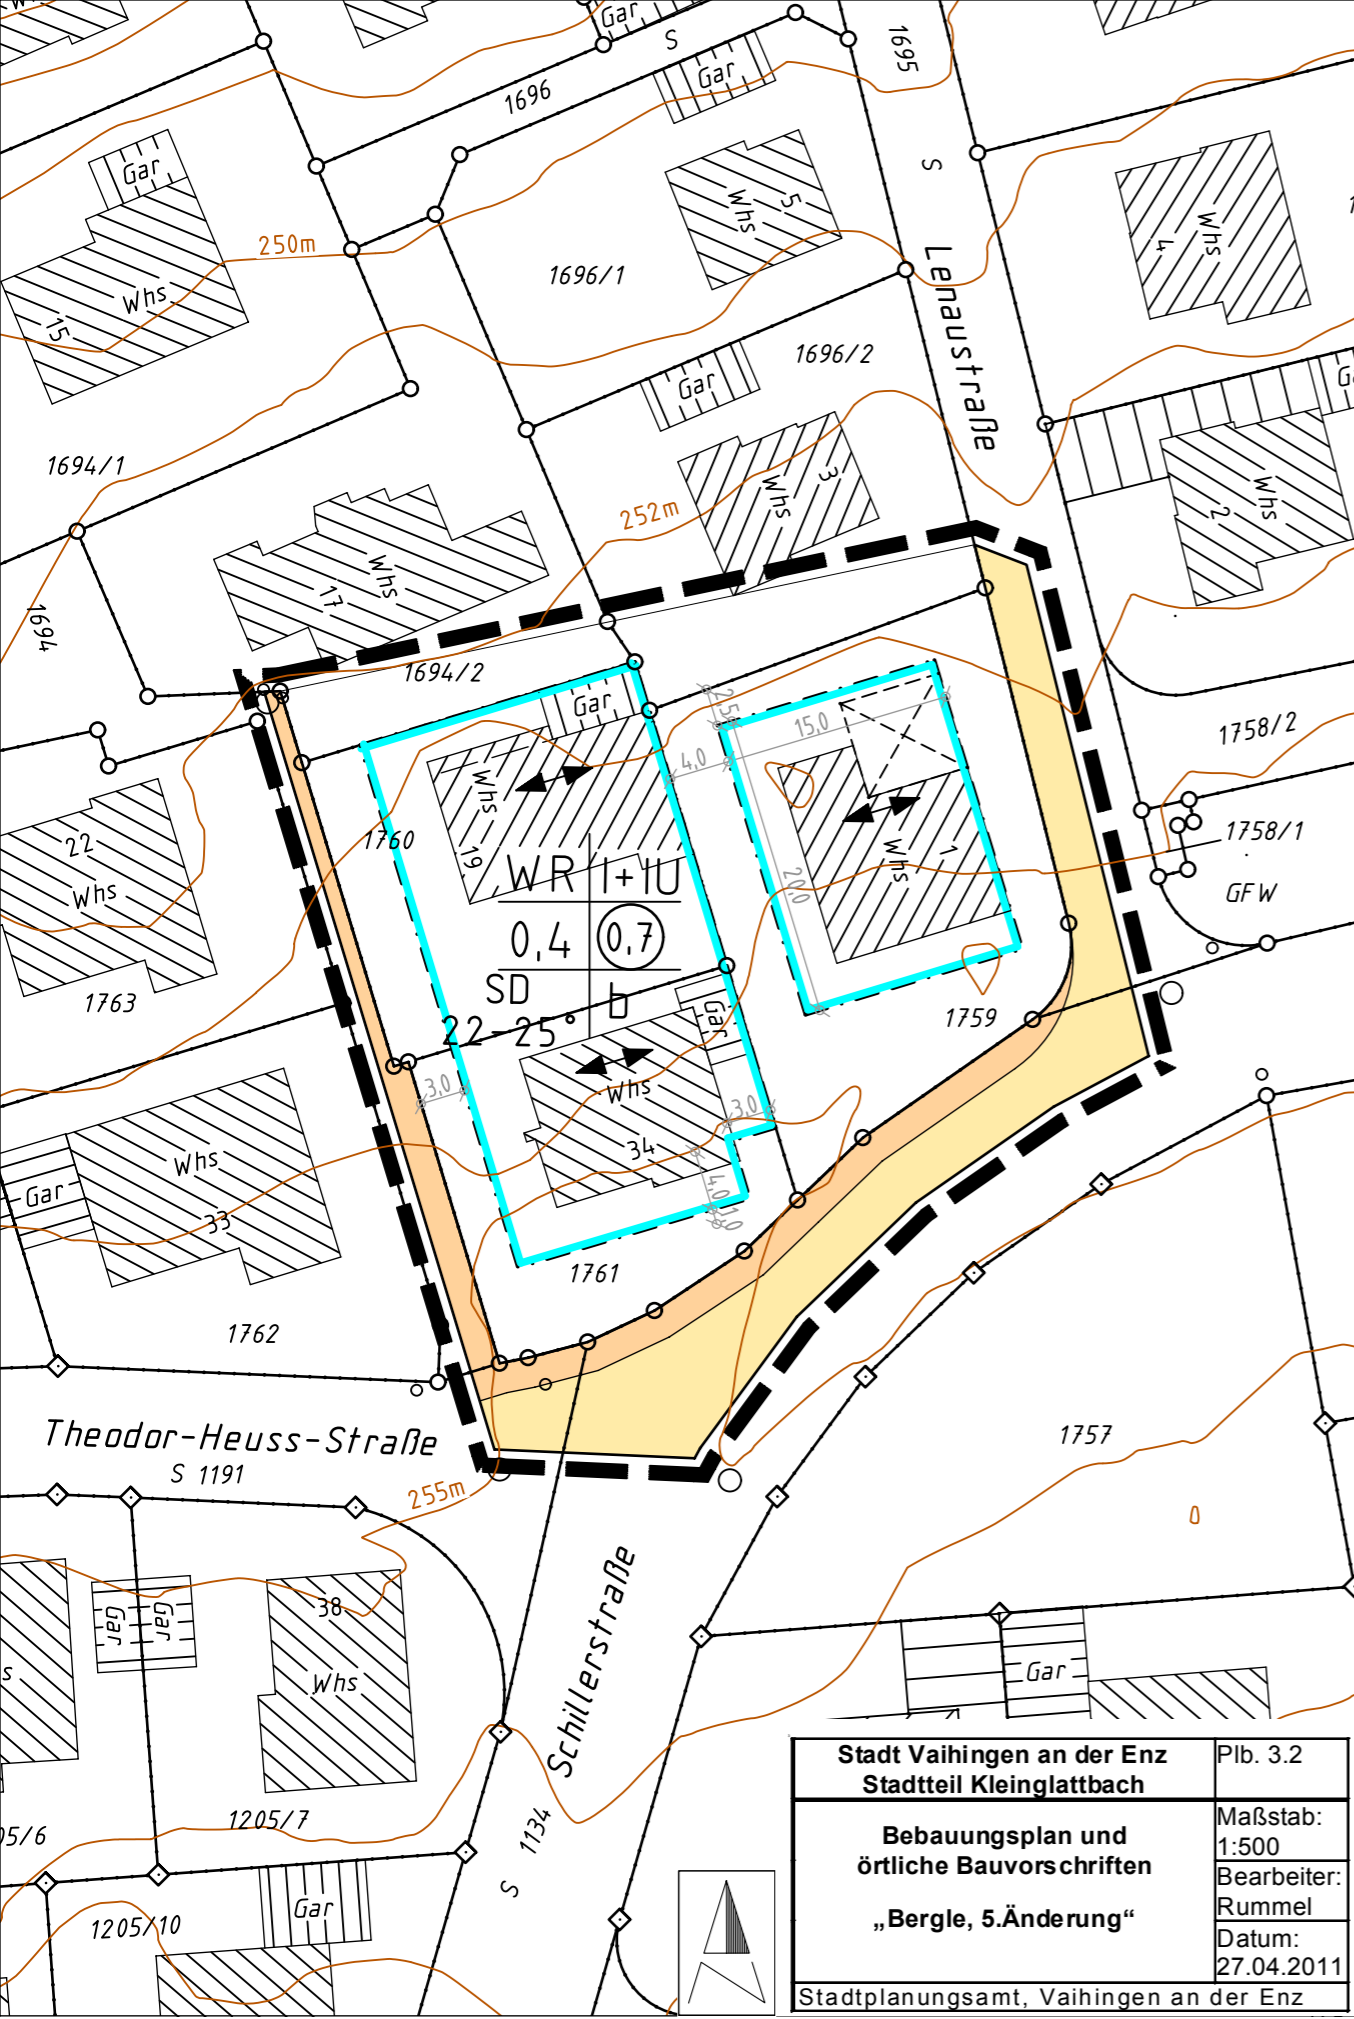 Gar
S
1695
Gar
1696
Gar
S
Whs
5
Whs
4
250m
1696/1
Whs
15
Lenaustraße
1696/2
Gar
1694/1
Whs
3
Whs
2
252m
Whs
17
1694
1694/2
Gar
2,5
15,0
4,0
1758/2
Whs
19
1760
22
Whs
1758/1
Whs
1
GFW
WR I+IU
0,4 0,7
SD b
22-25°
20,0
1763
Gar
1759
3,0
Whs
34
3,0
Whs
33
Gar
4,0
1,0
1761
1762
Theodor-Heuss-Straße
S 1191
1757
255m
38
Gar
Gar
Whs
Schillerstraße
Gar
1205/7
1134
S
1205/10
Gar
Stadt Vaihingen an der Enz
Stadtteil Kleinglattbach
Plb. 3.2
Bebauungsplan und
örtliche Bauvorschriften
„Bergle, 5.Änderung“
Maßstab:
1:500
Bearbeiter:
Rummel
Datum:
27.04.2011
Stadtplanungsamt, Vaihingen an der Enz